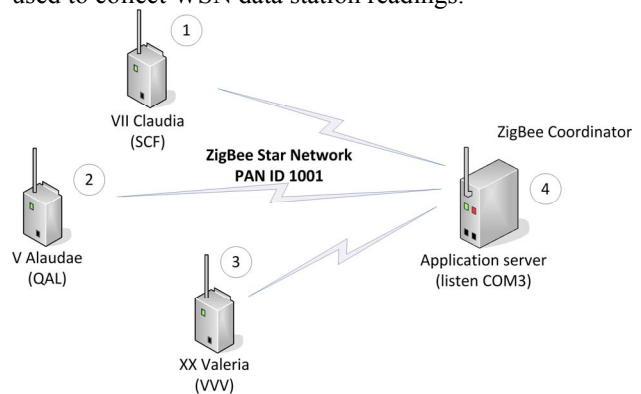 used to collect WSN data station readings.
1
VII Claudia
(SCF)
ZigBee Coordinator
ZigBee Star Network
PAN ID 1001
2
4
V Alaudae
(QAL)
3
Application server
(listen COM3)
XX Valeria
(VVV)